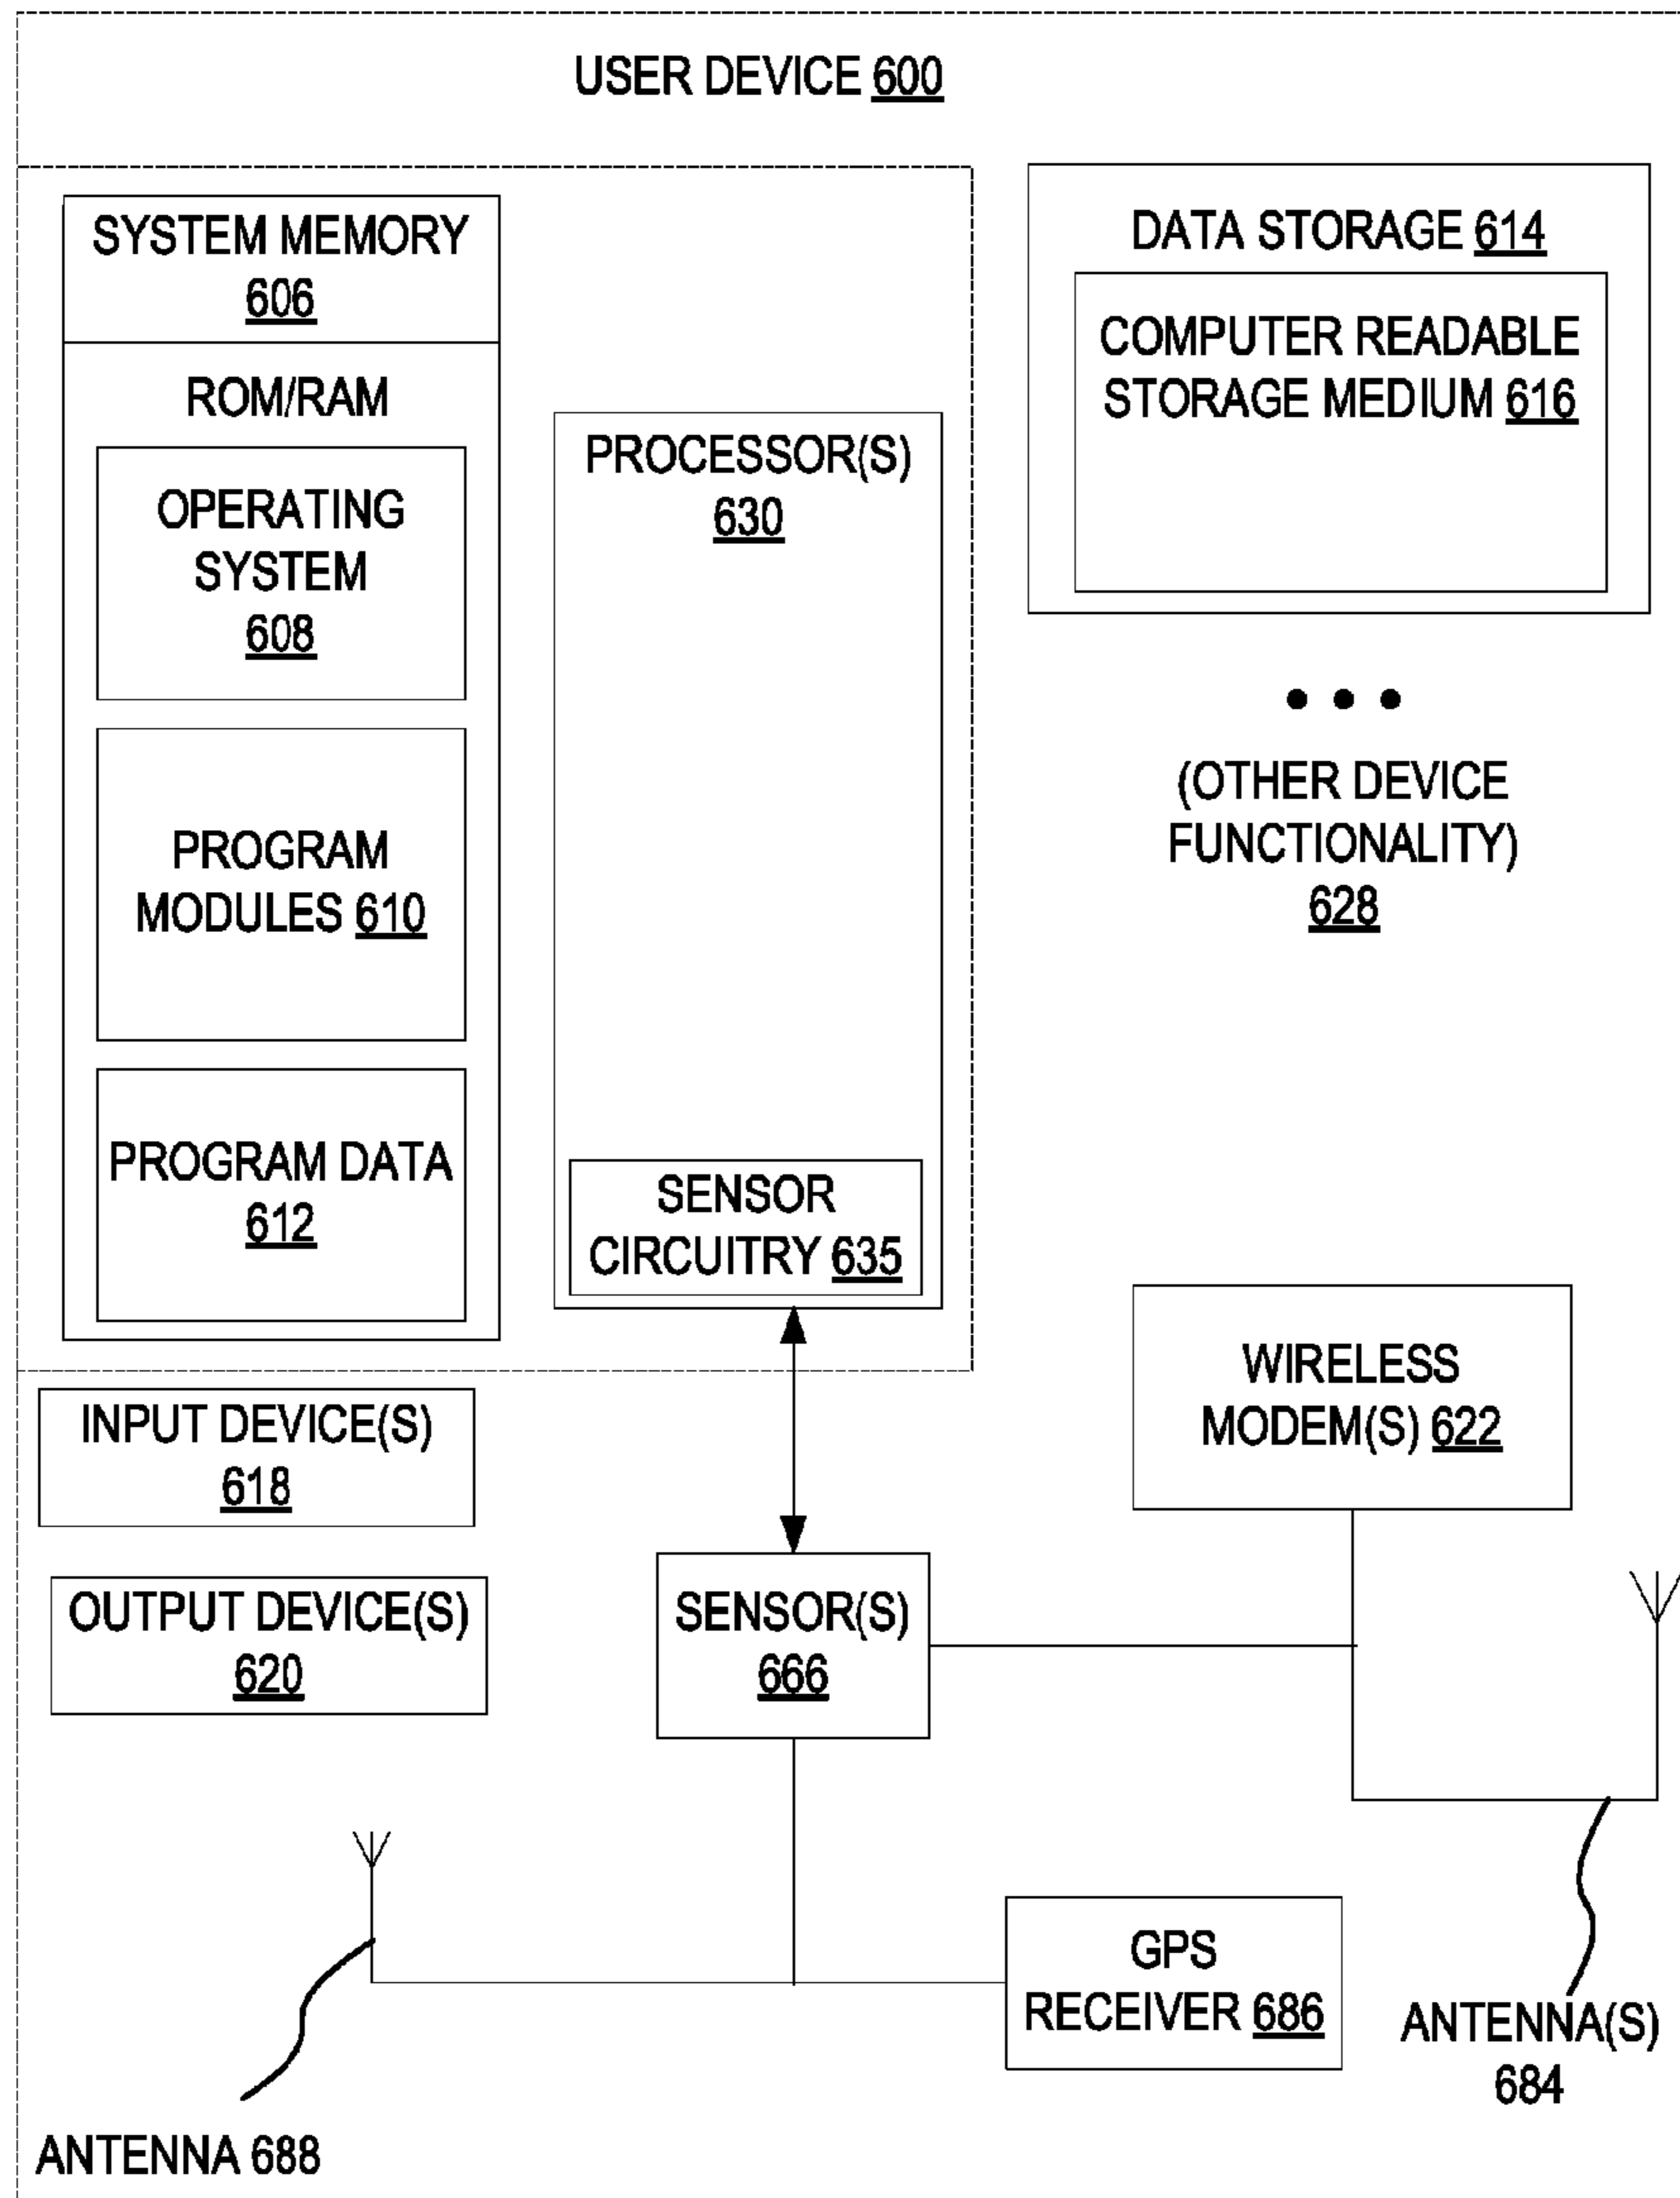 USER DEVICE 600
SYSTEM MEMORY
606
ROM/RAM
OPERATING
SYSTEM
608
PROGRAM
MODULES 610
PROGRAM DATA
612
PROCESSOR(S)
630
SENSOR
CIRCUITRY 635
DATA STORAGE 614
COMPUTER READABLE
STORAGE MEDIUM 616
(OTHER DEVICE
FUNCTIONALITY)
628
INPUT DEVICE(S)
618
OUTPUT DEVICE(S)
620
SENSOR(S)
666
WIRELESS
MODEM(S) 622
GPS
RECEIVER 686
ANTENNA(S)
684
ANTENNA 688